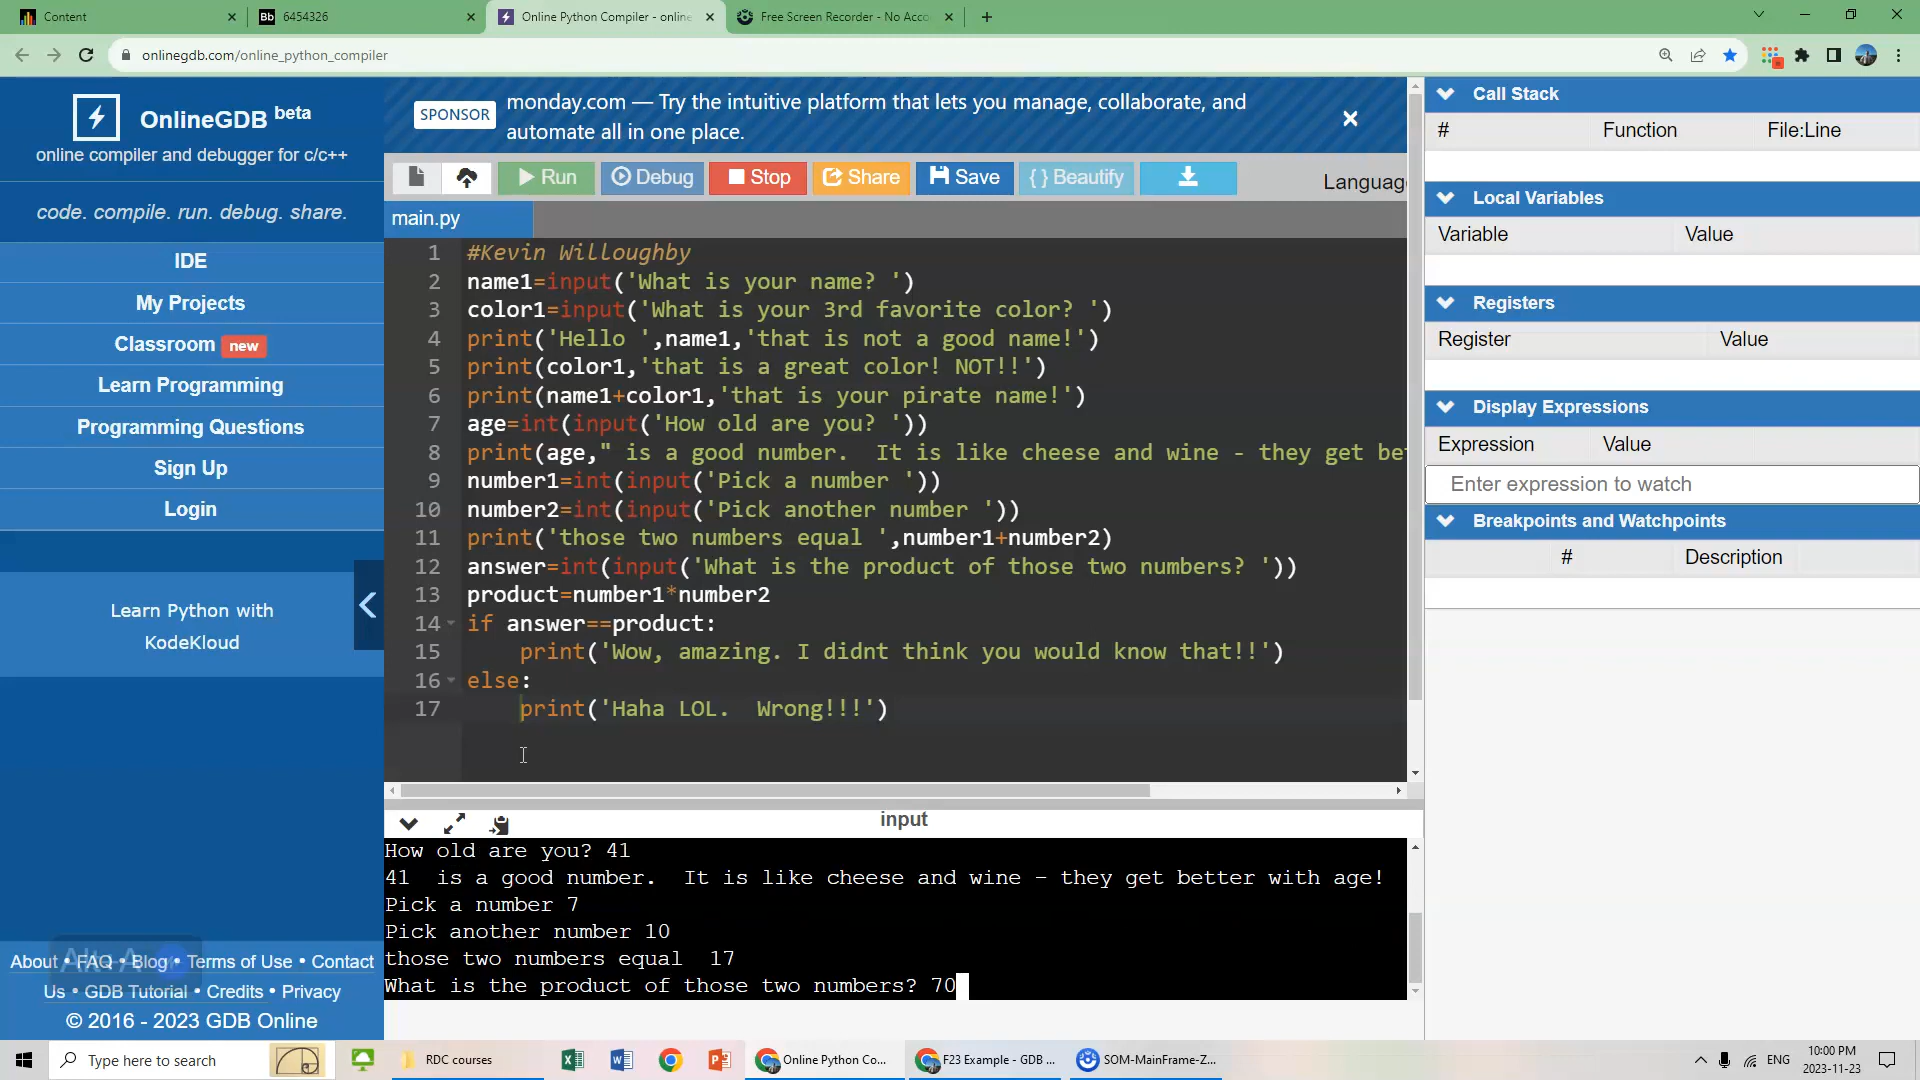 Content
Bb 6454326
Online Python Compiler - online
Free Screen Recorder - No Acco
onlinegdb.com/online_python_compiler
OnlineGDB beta
online compiler and debugger for c/c++
code. compile. run. debug. share.
IDE
My Projects
Classroom new
Learn Programming
Programming Questions
Sign Up
Login
Learn Python with
KodeKloud
About • FAQ • Blog • Terms of Use • Contact
Us • GDB Tutorial • Credits • Privacy
© 2016 - 2023 GDB Online
SPONSOR
monday.com — Try the intuitive platform that lets you manage, collaborate, and
automate all in one place.
Run Debug Stop Share Save { } Beautify Language
main.py
1 #Kevin Willoughby
2 name1=input('What is your name? ')
3 color1=input('What is your 3rd favorite color? ')
4 print('Hello ',name1,'that is not a good name!')
5 print(color1,'that is a great color! NOT!!')
6 print(name1+color1,'that is your pirate name!')
7 age=int(input('How old are you? '))
8 print(age," is a good number.  It is like cheese and wine - they get be
9 number1=int(input('Pick a number '))
10 number2=int(input('Pick another number '))
11 print('those two numbers equal ',number1+number2)
12 answer=int(input('What is the product of those two numbers? '))
13 product=number1*number2
14 if answer==product:
15     print('Wow, amazing. I didnt think you would know that!!')
16 else:
17     print('Haha LOL.  Wrong!!!')
input
How old are you? 41
41  is a good number.  It is like cheese and wine - they get better with age!
Pick a number 7
Pick another number 10
those two numbers equal  17
What is the product of those two numbers? 70
Call Stack
# Function File:Line
Local Variables
Variable Value
Registers
Register Value
Display Expressions
Expression Value
Enter expression to watch
Breakpoints and Watchpoints
# Description
Type here to search
RDC courses
Online Python Co...
F23 Example - GDB ...
SOM-MainFrame-Z...
ENG
10:00 PM
2023-11-23